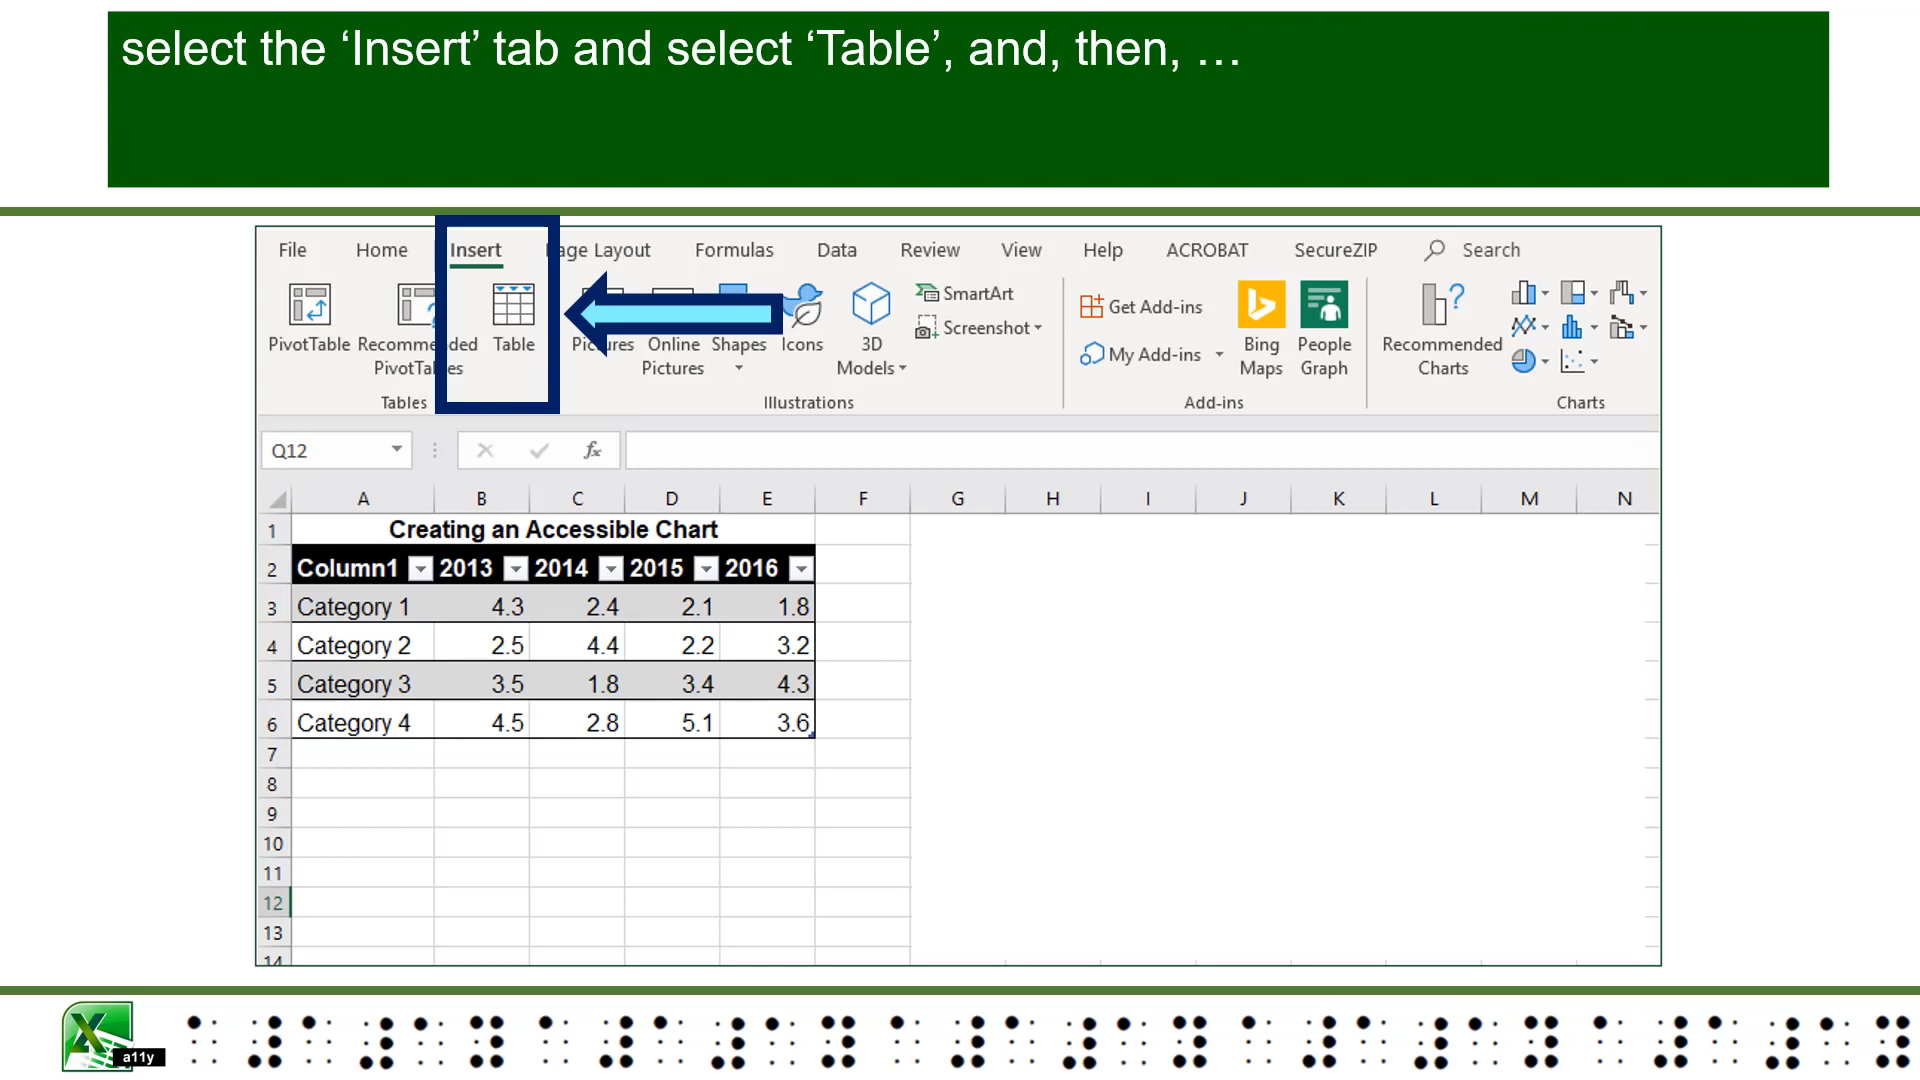 select the ‘Insert’ tab and select ‘Table’, and, then, …
File Home Insert age Layout Formulas Data Review View Help ACROBAT SecureZIP Search
PivotTable
Recommended
PivotTables
Table
Pictures
Online
Pictures
Shapes
Icons
3D
Models
SmartArt
Screenshot
Get Add-ins
My Add-ins
Bing
Maps
People
Graph
Recommended
Charts
Tables Illustrations Add-ins Charts
Q12 fx
A B C D E F G H I J K L M N
1 Creating an Accessible Chart
2 Column1 2013 2014 2015 2016
3 Category 1 4.3 2.4 2.1 1.8
4 Category 2 2.5 4.4 2.2 3.2
5 Category 3 3.5 1.8 3.4 4.3
6 Category 4 4.5 2.8 5.1 3.6
7
8
9
10
11
12
13
14
a11y